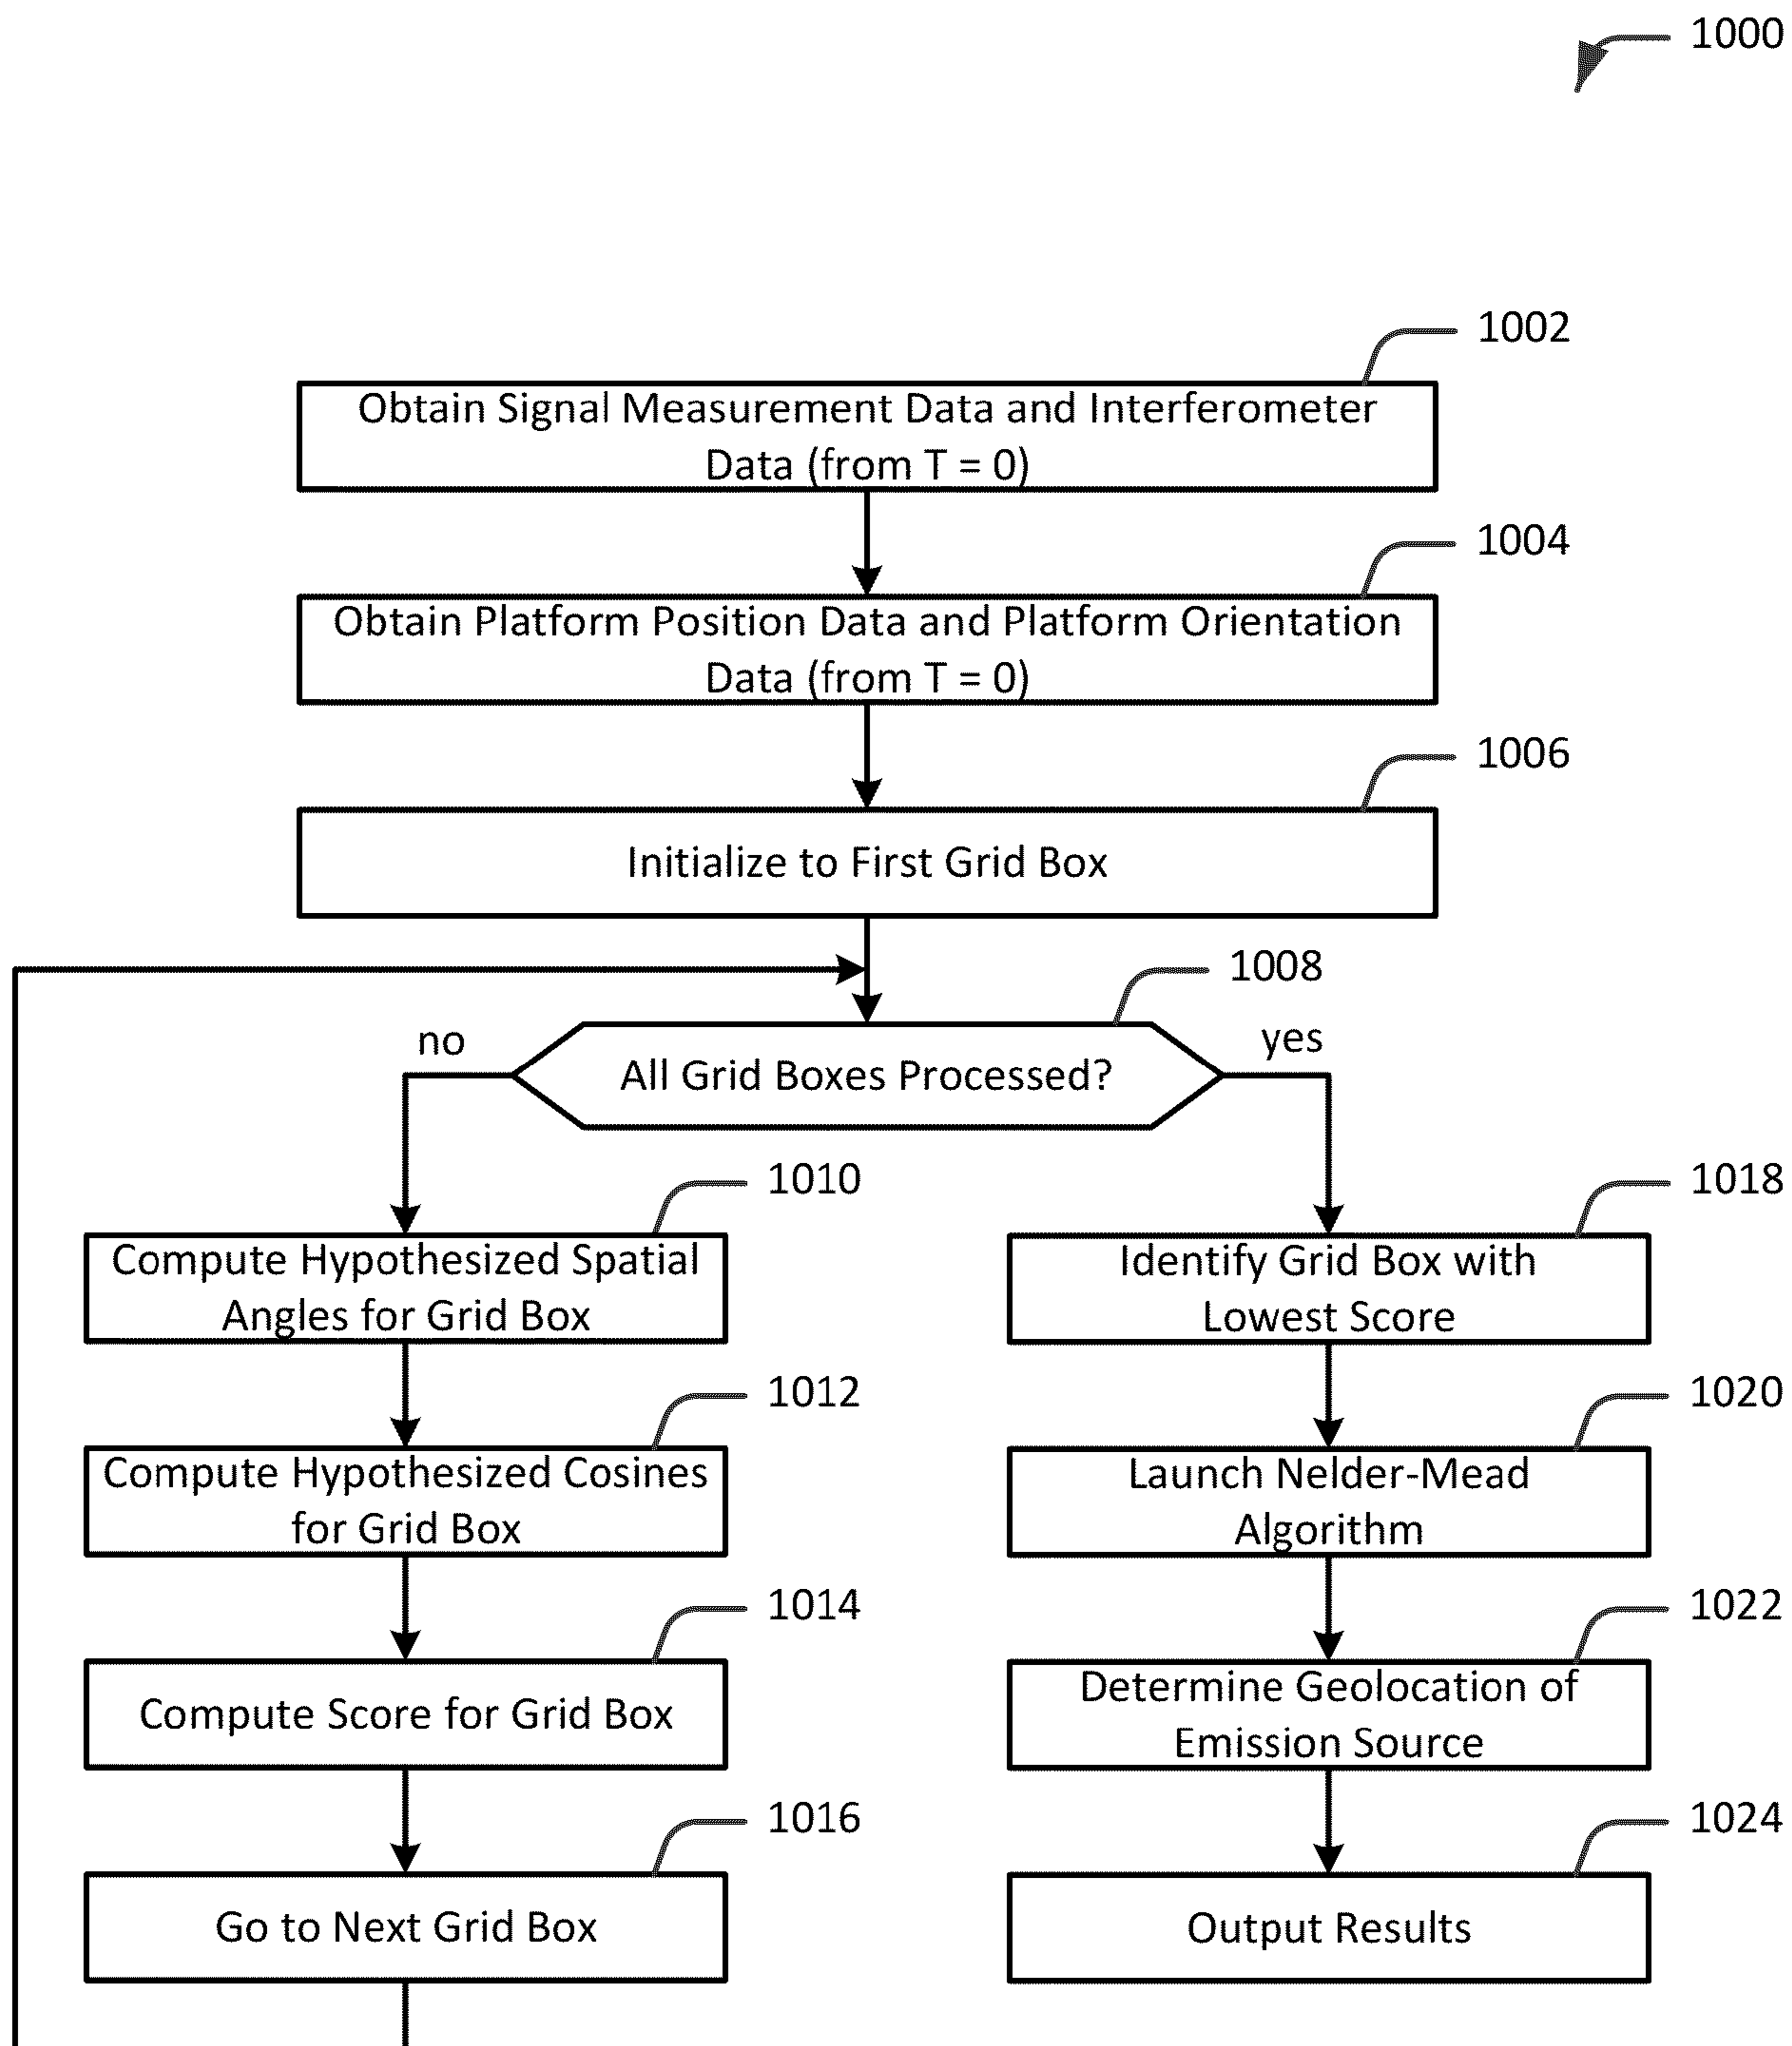 1000
1002
Obtain Signal Measurement Data and Interferometer
Data (from T = 0)
1004
Obtain Platform Position Data and Platform Orientation
Data (from T = 0)
1006
Initialize to First Grid Box
1008
no
All Grid Boxes Processed?
yes
1010
Compute Hypothesized Spatial
Angles for Grid Box
1012
Compute Hypothesized Cosines
for Grid Box
1014
Compute Score for Grid Box
1016
Go to Next Grid Box
1018
Identify Grid Box with
Lowest Score
1020
Launch Nelder-Mead
Algorithm
1022
Determine Geolocation of
Emission Source
1024
Output Results